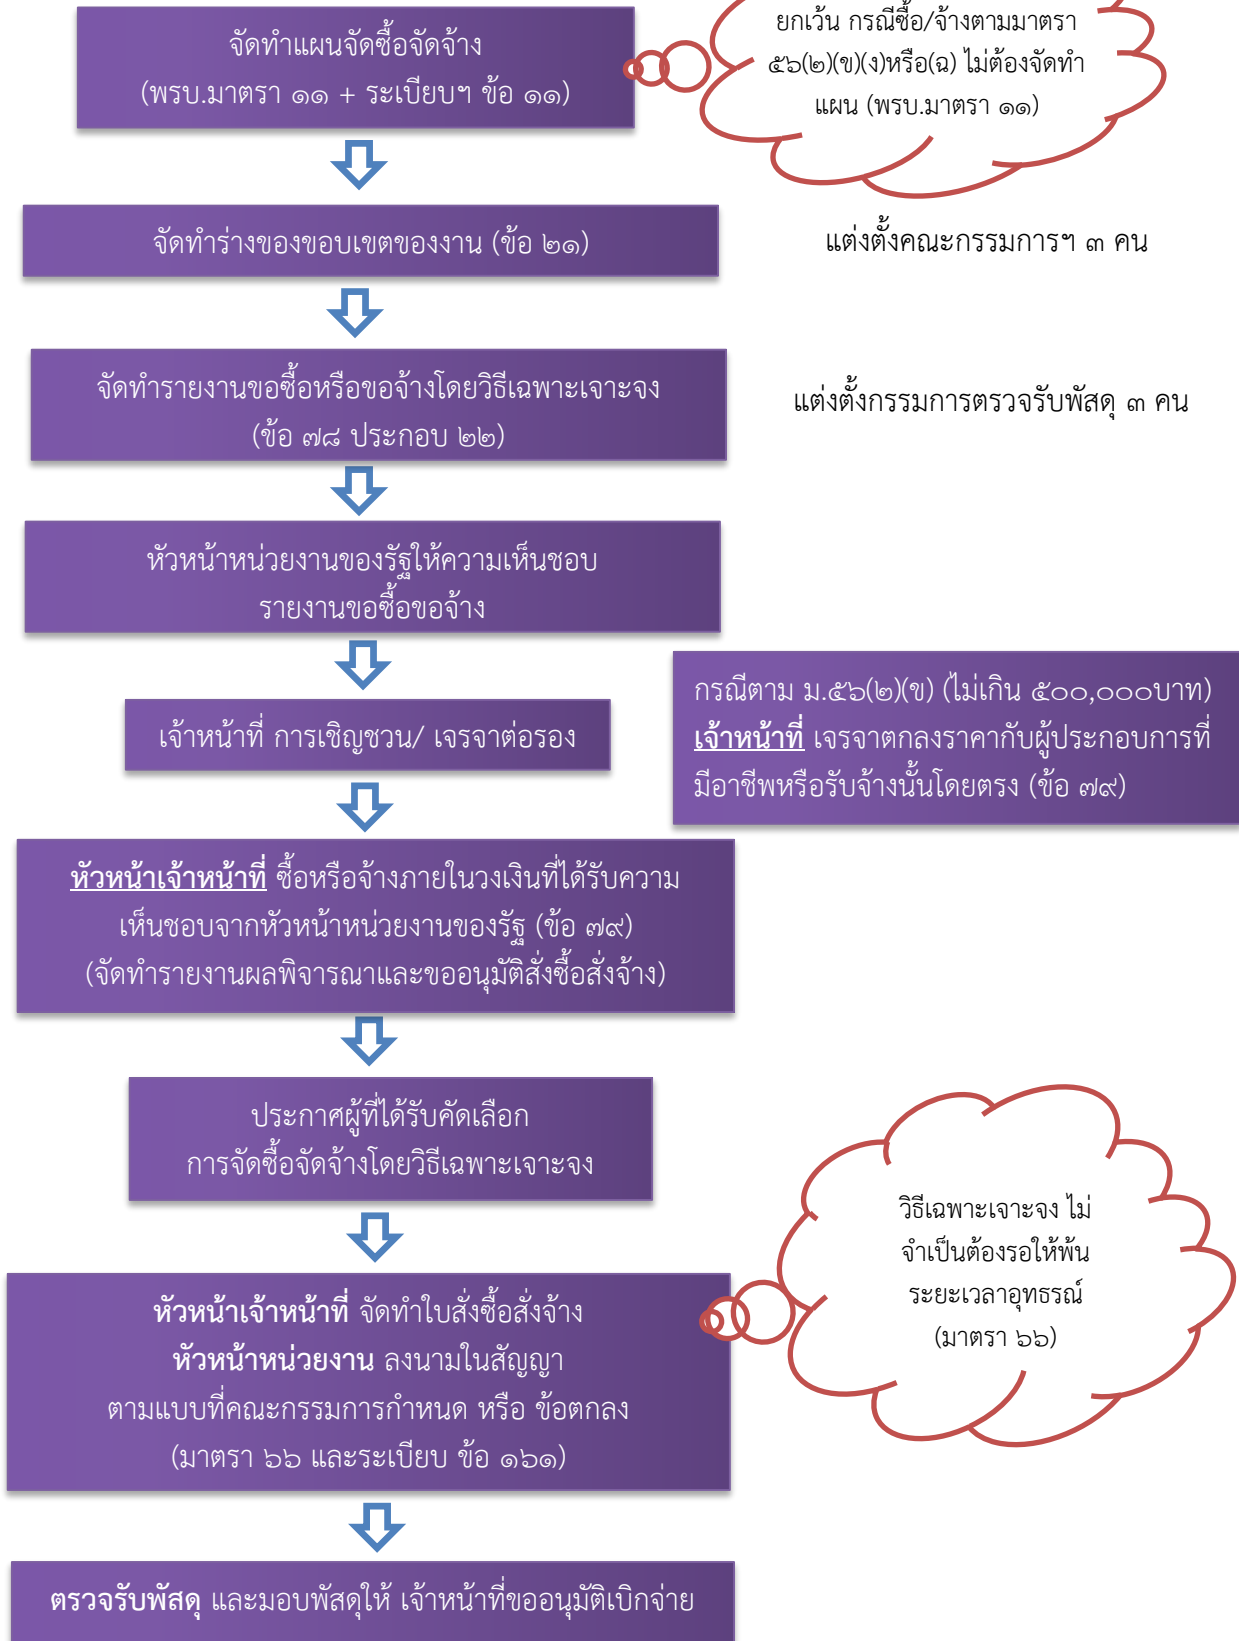 จัดทำแผนจัดซื้อจัดจ้าง
(พรบ.มาตรา ๑๑ + ระเบียบฯ ข้อ ๑๑)
ยกเว้น กรณีซื้อ/จ้างตามมาตรา
๕๖(๒)(ข)(ง)หรือ(ฉ) ไม่ต้องจัดทำ
แผน (พรบ.มาตรา ๑๑)
จัดทำร่างของขอบเขตของงาน (ข้อ ๒๑)
แต่งตั้งคณะกรรมการฯ ๓ คน
จัดทำรายงานขอซื้อหรือขอจ้างโดยวิธีเฉพาะเจาะจง
(ข้อ ๗๘ ประกอบ ๒๒)
แต่งตั้งกรรมการตรวจรับพัสดุ ๓ คน
หัวหน้าหน่วยงานของรัฐให้ความเห็นชอบ
รายงานขอซื้อขอจ้าง
เจ้าหน้าที่ การเชิญชวน/ เจรจาต่อรอง
กรณีตาม ม.๕๖(๒)(ข) (ไม่เกิน ๕๐๐,๐๐๐บาท)
เจ้าหน้าที่ เจรจาตกลงราคากับผู้ประกอบการที่
มีอาชีพหรือรับจ้างนั้นโดยตรง (ข้อ ๗๙)
หัวหน้าเจ้าหน้าที่ ซื้อหรือจ้างภายในวงเงินที่ได้รับความ
เห็นชอบจากหัวหน้าหน่วยงานของรัฐ (ข้อ ๗๙)
(จัดทำรายงานผลพิจารณาและขออนุมัติสั่งซื้อสั่งจ้าง)
ประกาศผู้ที่ได้รับคัดเลือก
การจัดซื้อจัดจ้างโดยวิธีเฉพาะเจาะจง
วิธีเฉพาะเจาะจง ไม่
จำเป็นต้องรอให้พ้น
ระยะเวลาอุทธรณ์
(มาตรา ๖๖)
หัวหน้าเจ้าหน้าที่ จัดทำใบสั่งซื้อสั่งจ้าง
หัวหน้าหน่วยงาน ลงนามในสัญญา
ตามแบบที่คณะกรรมการกำหนด หรือ ข้อตกลง
(มาตรา ๖๖ และระเบียบ ข้อ ๑๖๑)
ตรวจรับพัสดุ และมอบพัสดุให้ เจ้าหน้าที่ขออนุมัติเบิกจ่าย